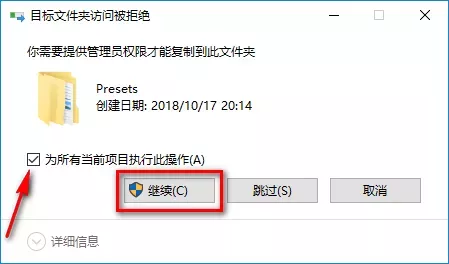 目标文件夹访问被拒绝
你需要提供管理员权限才能复制到此文件夹
Presets
创建日期: 2018/10/17 20:14
为所有当前项目执行此操作(A)
继续(C) 跳过(S) 取消
详细信息